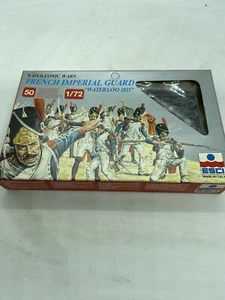 NAPOLEONIC WARS
FRENCH IMPERIAL GUARD
"WATERLOO 1815"
50
1/72
ESCI